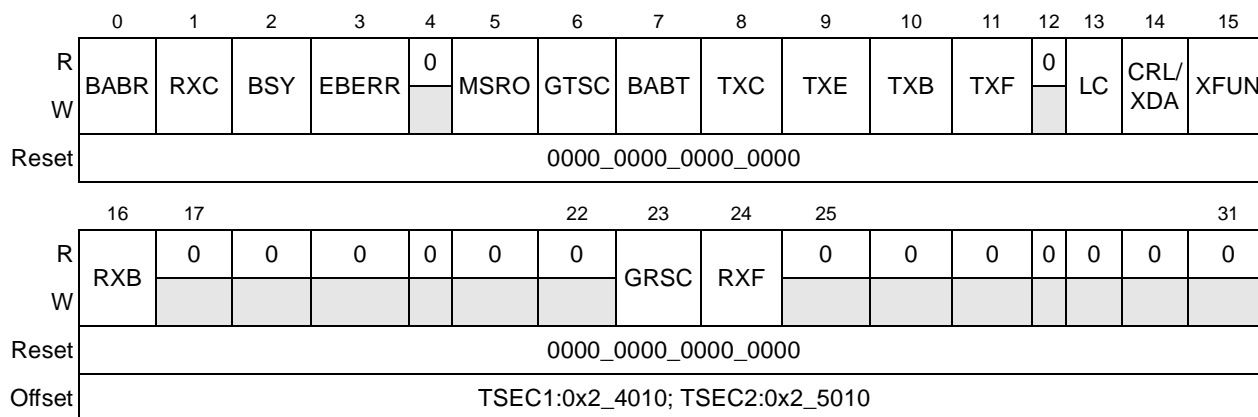 0 1 2 3 4 5 6 7 8 9 10 11 12 13 14 15
R 0 0
BABR RXC BSY EBERR MSRO GTSC BABT TXC TXE TXB TXF LC CRL/ XDA XFUN
W
Reset 0000_0000_0000_0000
16 17 22 23 24 25 31
R 0 0 0 0 0 0 0 0 0 0 0 0 0
RXB GRSC RXF
W
Reset 0000_0000_0000_0000
Offset TSEC1:0x2_4010; TSEC2:0x2_5010